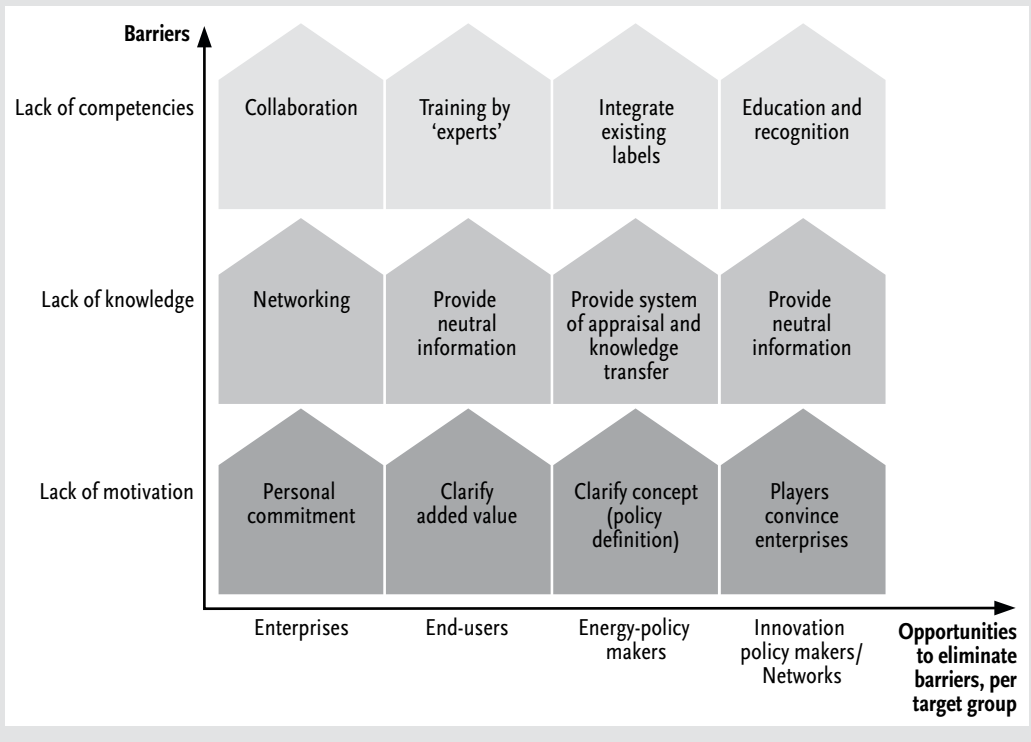 Barriers
Lack of competencies
Collaboration
Training by
‘experts’
Integrate
existing
labels
Education and
recognition
Lack of knowledge
Networking
Provide
neutral
information
Provide system
of appraisal and
knowledge
transfer
Provide
neutral
information
Lack of motivation
Personal
commitment
Clarify
added value
Clarify concept
(policy
definition)
Players
convince
enterprises
Enterprises
End-users
Energy-policy
makers
Innovation
policy makers/
Networks
Opportunities
to eliminate
barriers, per
target group